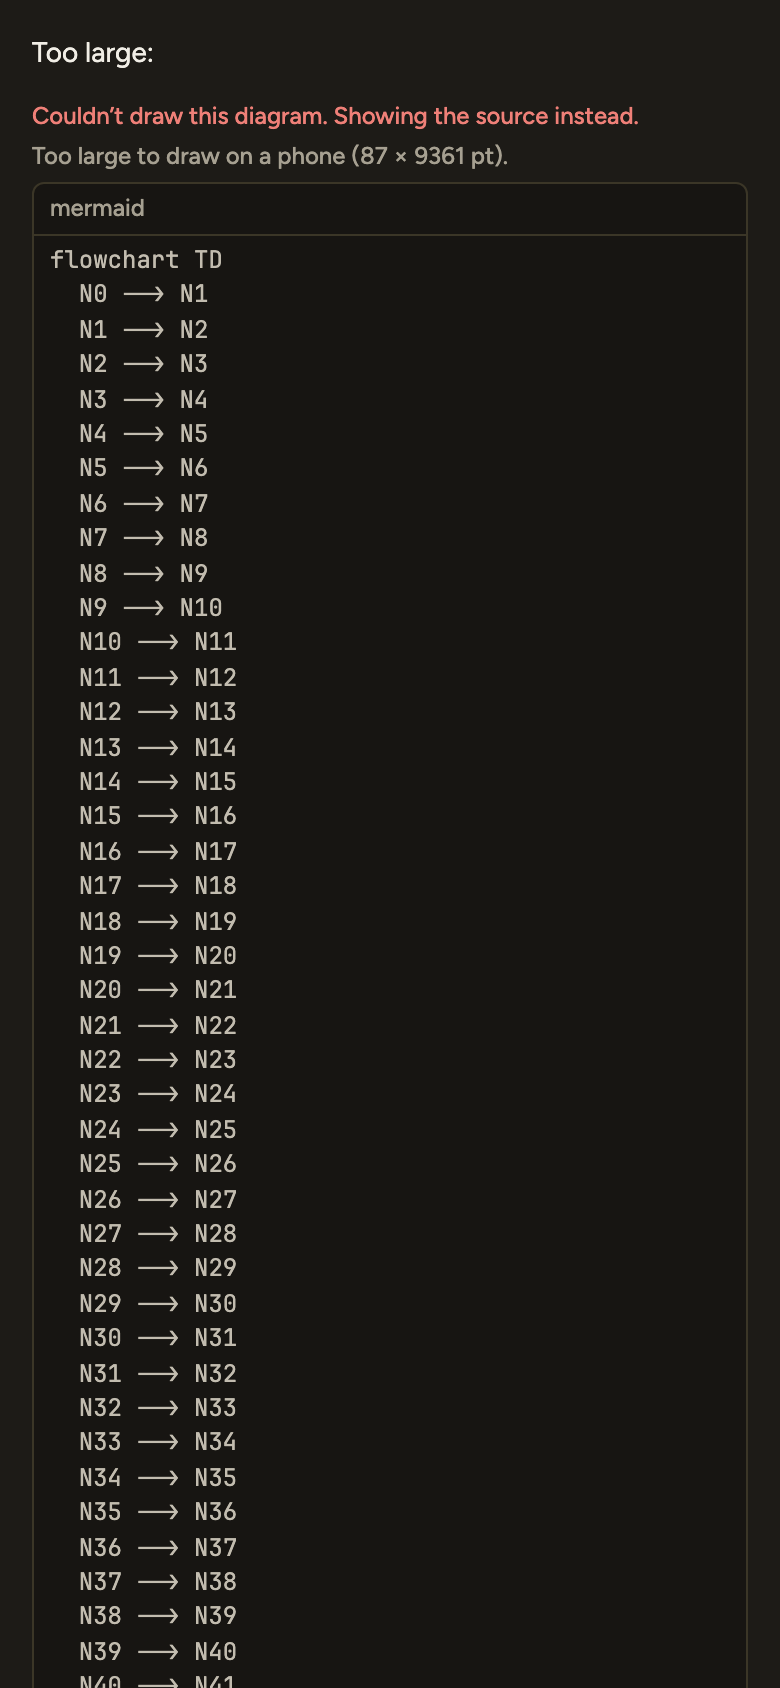 Too large:
Couldn’t draw this diagram. Showing the source instead.
Too large to draw on a phone (87 × 9361 pt).
mermaid
flowchart TD
N0 ⟶ N1
N1 ⟶ N2
N2 ⟶ N3
N3 ⟶ N4
N4 ⟶ N5
N5 ⟶ N6
N6 ⟶ N7
N7 ⟶ N8
N8 ⟶ N9
N9 ⟶ N10
N10 ⟶ N11
N11 ⟶ N12
N12 ⟶ N13
N13 ⟶ N14
N14 ⟶ N15
N15 ⟶ N16
N16 ⟶ N17
N17 ⟶ N18
N18 ⟶ N19
N19 ⟶ N20
N20 ⟶ N21
N21 ⟶ N22
N22 ⟶ N23
N23 ⟶ N24
N24 ⟶ N25
N25 ⟶ N26
N26 ⟶ N27
N27 ⟶ N28
N28 ⟶ N29
N29 ⟶ N30
N30 ⟶ N31
N31 ⟶ N32
N32 ⟶ N33
N33 ⟶ N34
N34 ⟶ N35
N35 ⟶ N36
N36 ⟶ N37
N37 ⟶ N38
N38 ⟶ N39
N39 ⟶ N40
N40 ⟶ N41